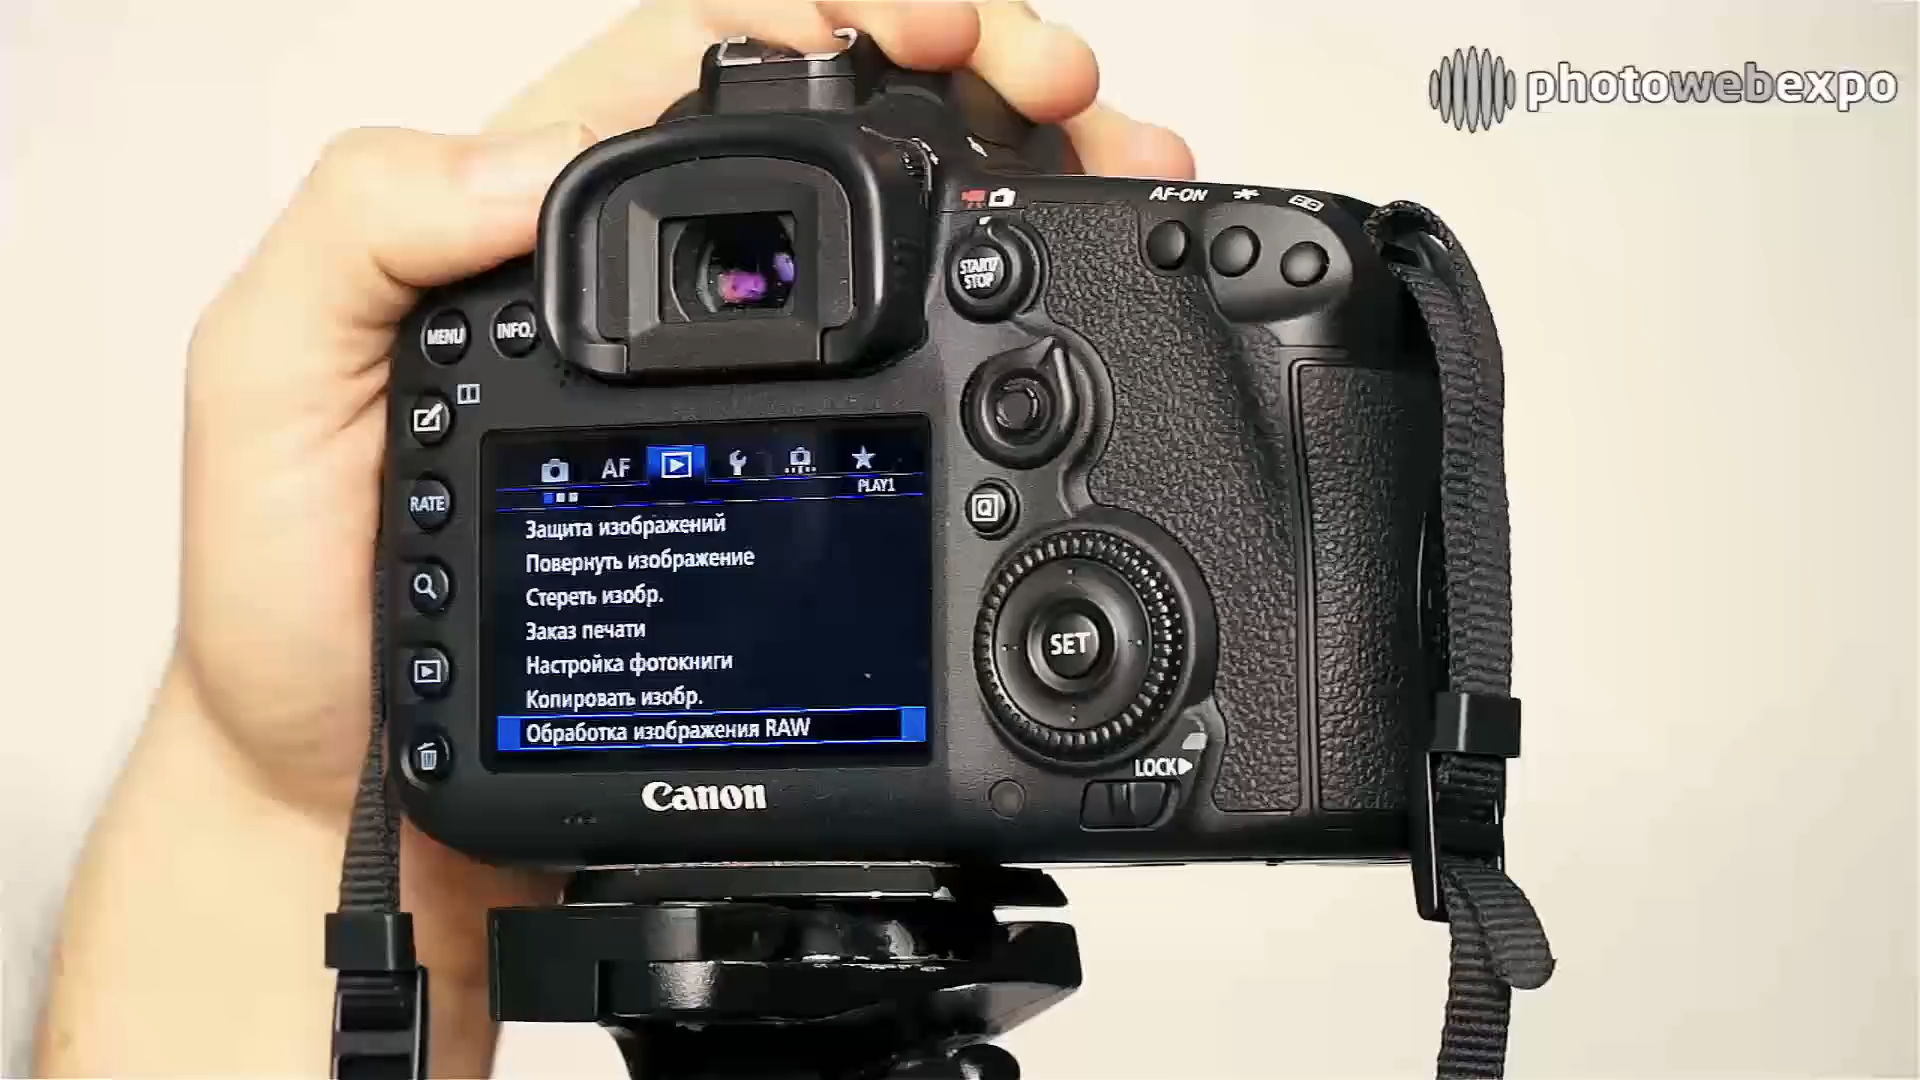 photowebexpo
AF-ON
START/
STOP
MENU
INFO.
RATE
AF
PLAY1
Защита изображений
Повернуть изображение
Стереть изобр.
Заказ печати
Настройка фотокниги
Копировать изобр.
Обработка изображения RAW
Q
SET
LOCK
Canon